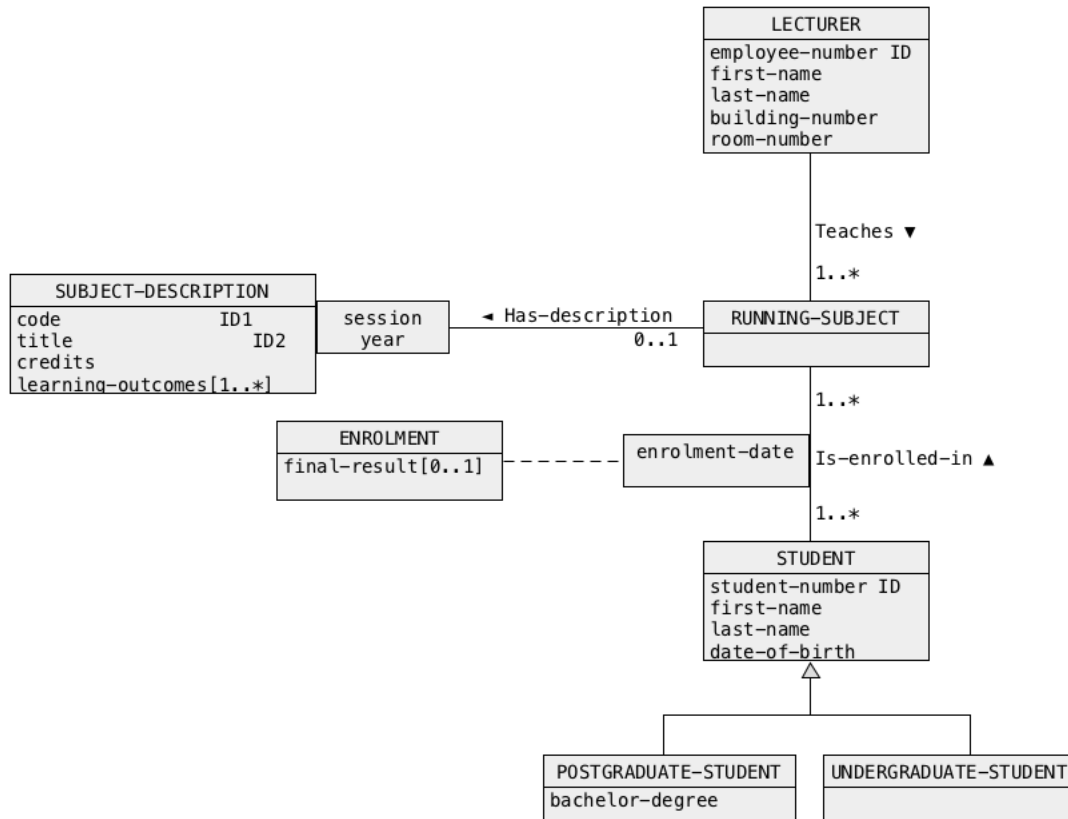 LECTURER
employee-number ID
first-name
last-name
building-number
room-number
Teaches ▼
1..*
SUBJECT-DESCRIPTION
code ID1
title ID2
credits
learning-outcomes[1..*]
session
year
◄ Has-description
0..1
RUNNING-SUBJECT
1..*
ENROLMENT
final-result[0..1]
enrolment-date
Is-enrolled-in ▲
1..*
STUDENT
student-number ID
first-name
last-name
date-of-birth
POSTGRADUATE-STUDENT
bachelor-degree
UNDERGRADUATE-STUDENT